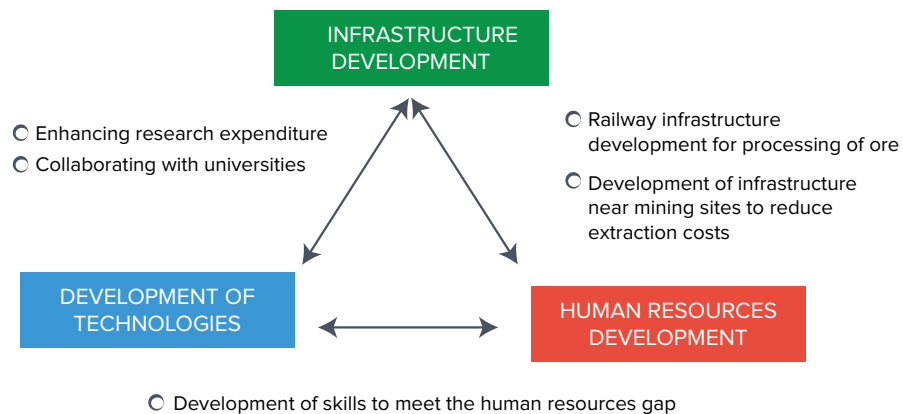 INFRASTRUCTURE
DEVELOPMENT
Enhancing research expenditure
Collaborating with universities
Railway infrastructure
development for processing of ore
Development of infrastructure
near mining sites to reduce
extraction costs
DEVELOPMENT OF
TECHNOLOGIES
HUMAN RESOURCES
DEVELOPMENT
Development of skills to meet the human resources gap